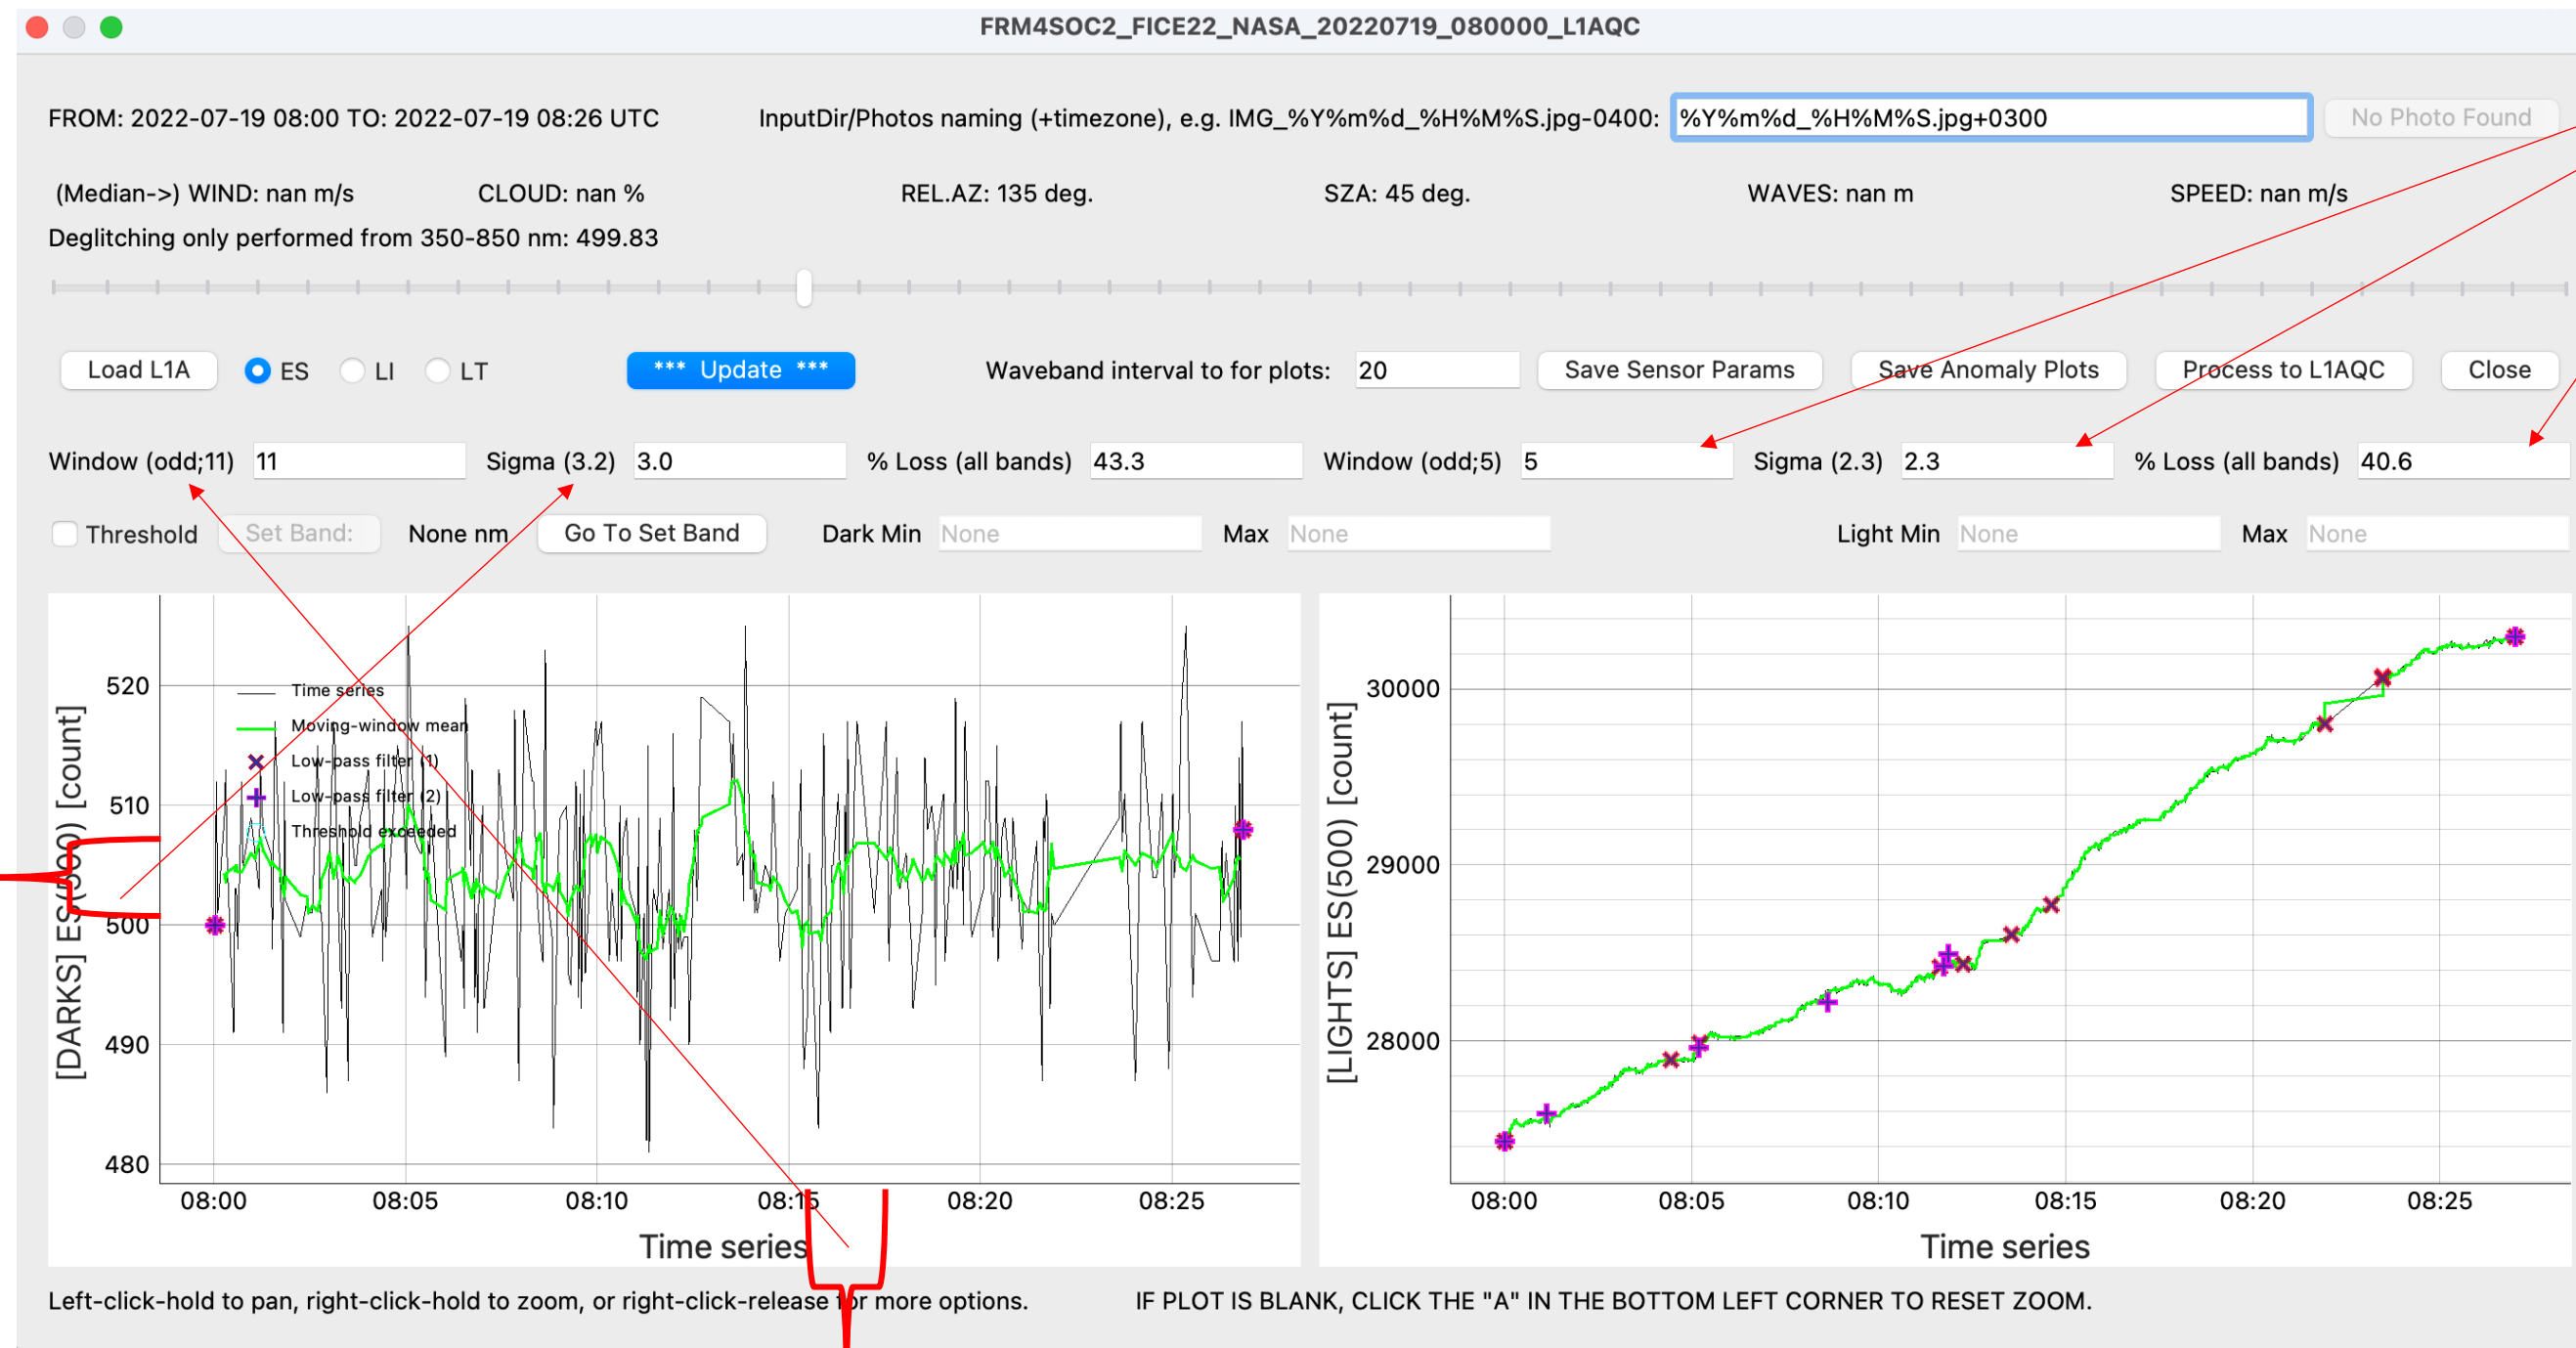 FRM4SOC2_FICE22_NASA_20220719_080000_L1AQC
FROM: 2022-07-19 08:00 TO: 2022-07-19 08:26 UTC InputDir/Photos naming (+timezone), e.g. IMG_%Y%m%d_%H%M%S.jpg-0400: %Y%m%d_%H%M%S.jpg+0300 No Photo Found
(Median->) WIND: nan m/s CLOUD: nan % REL.AZ: 135 deg. SZA: 45 deg. WAVES: nan m SPEED: nan m/s
Deglitching only performed from 350-850 nm: 499.83
Load L1A ES LI LT *** Update *** Waveband interval to for plots: 20 Save Sensor Params Save Anomaly Plots Process to L1AQC Close
Window (odd;11) 11 Sigma (3.2) 3.0 % Loss (all bands) 43.3 Window (odd;5) 5 Sigma (2.3) 2.3 % Loss (all bands) 40.6
Threshold Set Band: None nm Go To Set Band Dark Min None Max None Light Min None Max None
[DARKS] ES(500) [count]
520
510
500
490
480
Time series
Moving-window mean
Low-pass filter (1)
Low-pass filter (2)
Threshold exceeded
08:00 08:05 08:10 08:15 08:20 08:25
Time series
[LIGHTS] ES(500) [count]
30000
29000
28000
08:00 08:05 08:10 08:15 08:20 08:25
Time series
Left-click-hold to pan, right-click-hold to zoom, or right-click-release for more options. IF PLOT IS BLANK, CLICK THE "A" IN THE BOTTOM LEFT CORNER TO RESET ZOOM.